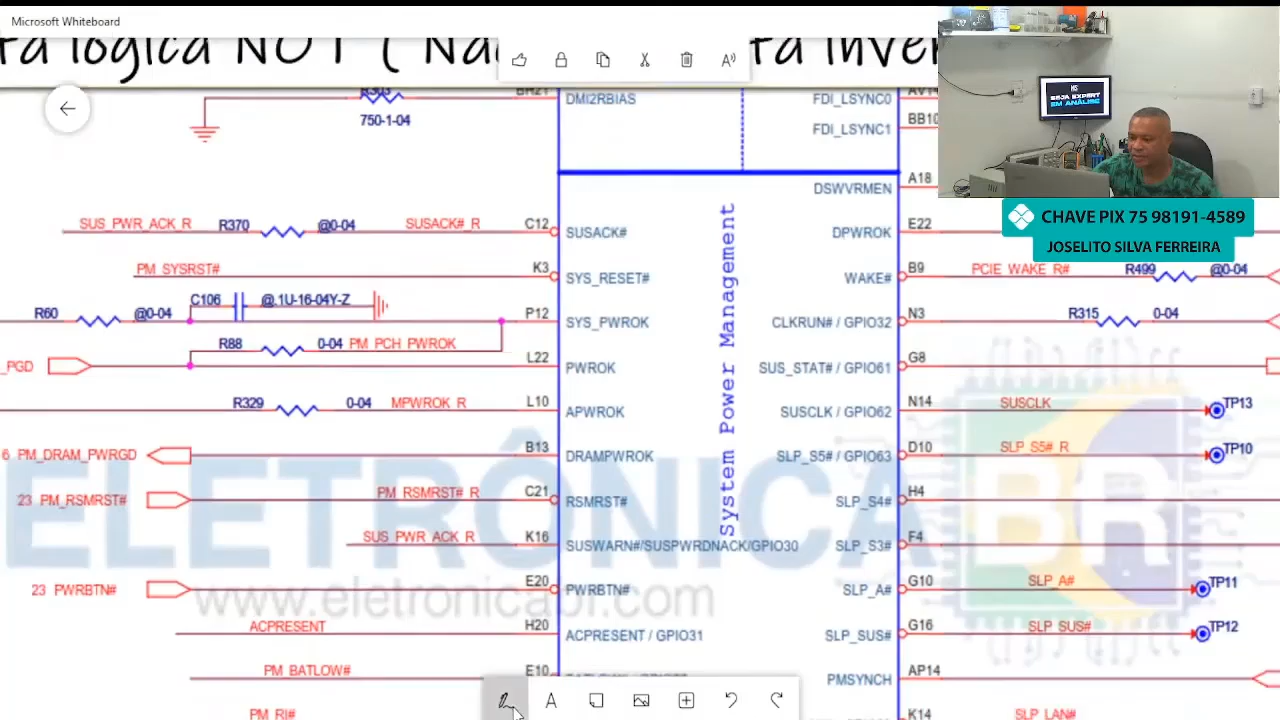 Microsoft Whiteboard
lógica NOT ( Na
DMI2RBIAS
750-1-04
FDI_LSYNC0
FDI_LSYNC1
BB10
DSWVRMEN
A18
SEJA EXPERT
EM ANÁLISE
CHAVE PIX 75 98191-4589
JOSELITO SILVA FERREIRA
SUS_PWR_ACK_R R370 @0-04 SUSACK#_R C12 SUSACK#
DPWROK E22
PM_SYSRST# K3 SYS_RESET#
WAKE# B9 PCIE_WAKE_R# R499 @0-04
C106 @.1U-16-04Y-Z
R60 @0-04 P12 SYS_PWROK
CLKRUN# / GPIO32 N3 R315 0-04
R88 0-04 PM_PCH_PWROK
_PGD L22 PWROK
SUS_STAT# / GPIO61 G8
R329 0-04 MPWROK_R L10 APWROK
SUSCLK / GPIO62 N14 SUSCLK TP13
6 PM_DRAM_PWRGD B13 DRAMPWROK
SLP_S5# / GPIO63 D10 SLP_S5#_R TP10
23 PM_RSMRST# PM_RSMRST#_R C21 RSMRST#
SLP_S4# H4
SUS_PWR_ACK_R K16 SUSWARN#/SUSPWRDNACK/GPIO30
SLP_S3# F4
23 PWRBTN# E20 PWRBTN#
SLP_A# G10 SLP_A# TP11
ACPRESENT H20 ACPRESENT / GPIO31
SLP_SUS# G16 SLP_SUS# TP12
PM_BATLOW# E10
PMSYNCH AP14
PM_RI#
K14 SLP_LAN#
System Power Management
ELETRÔNICA BR
www.eletronicabr.com